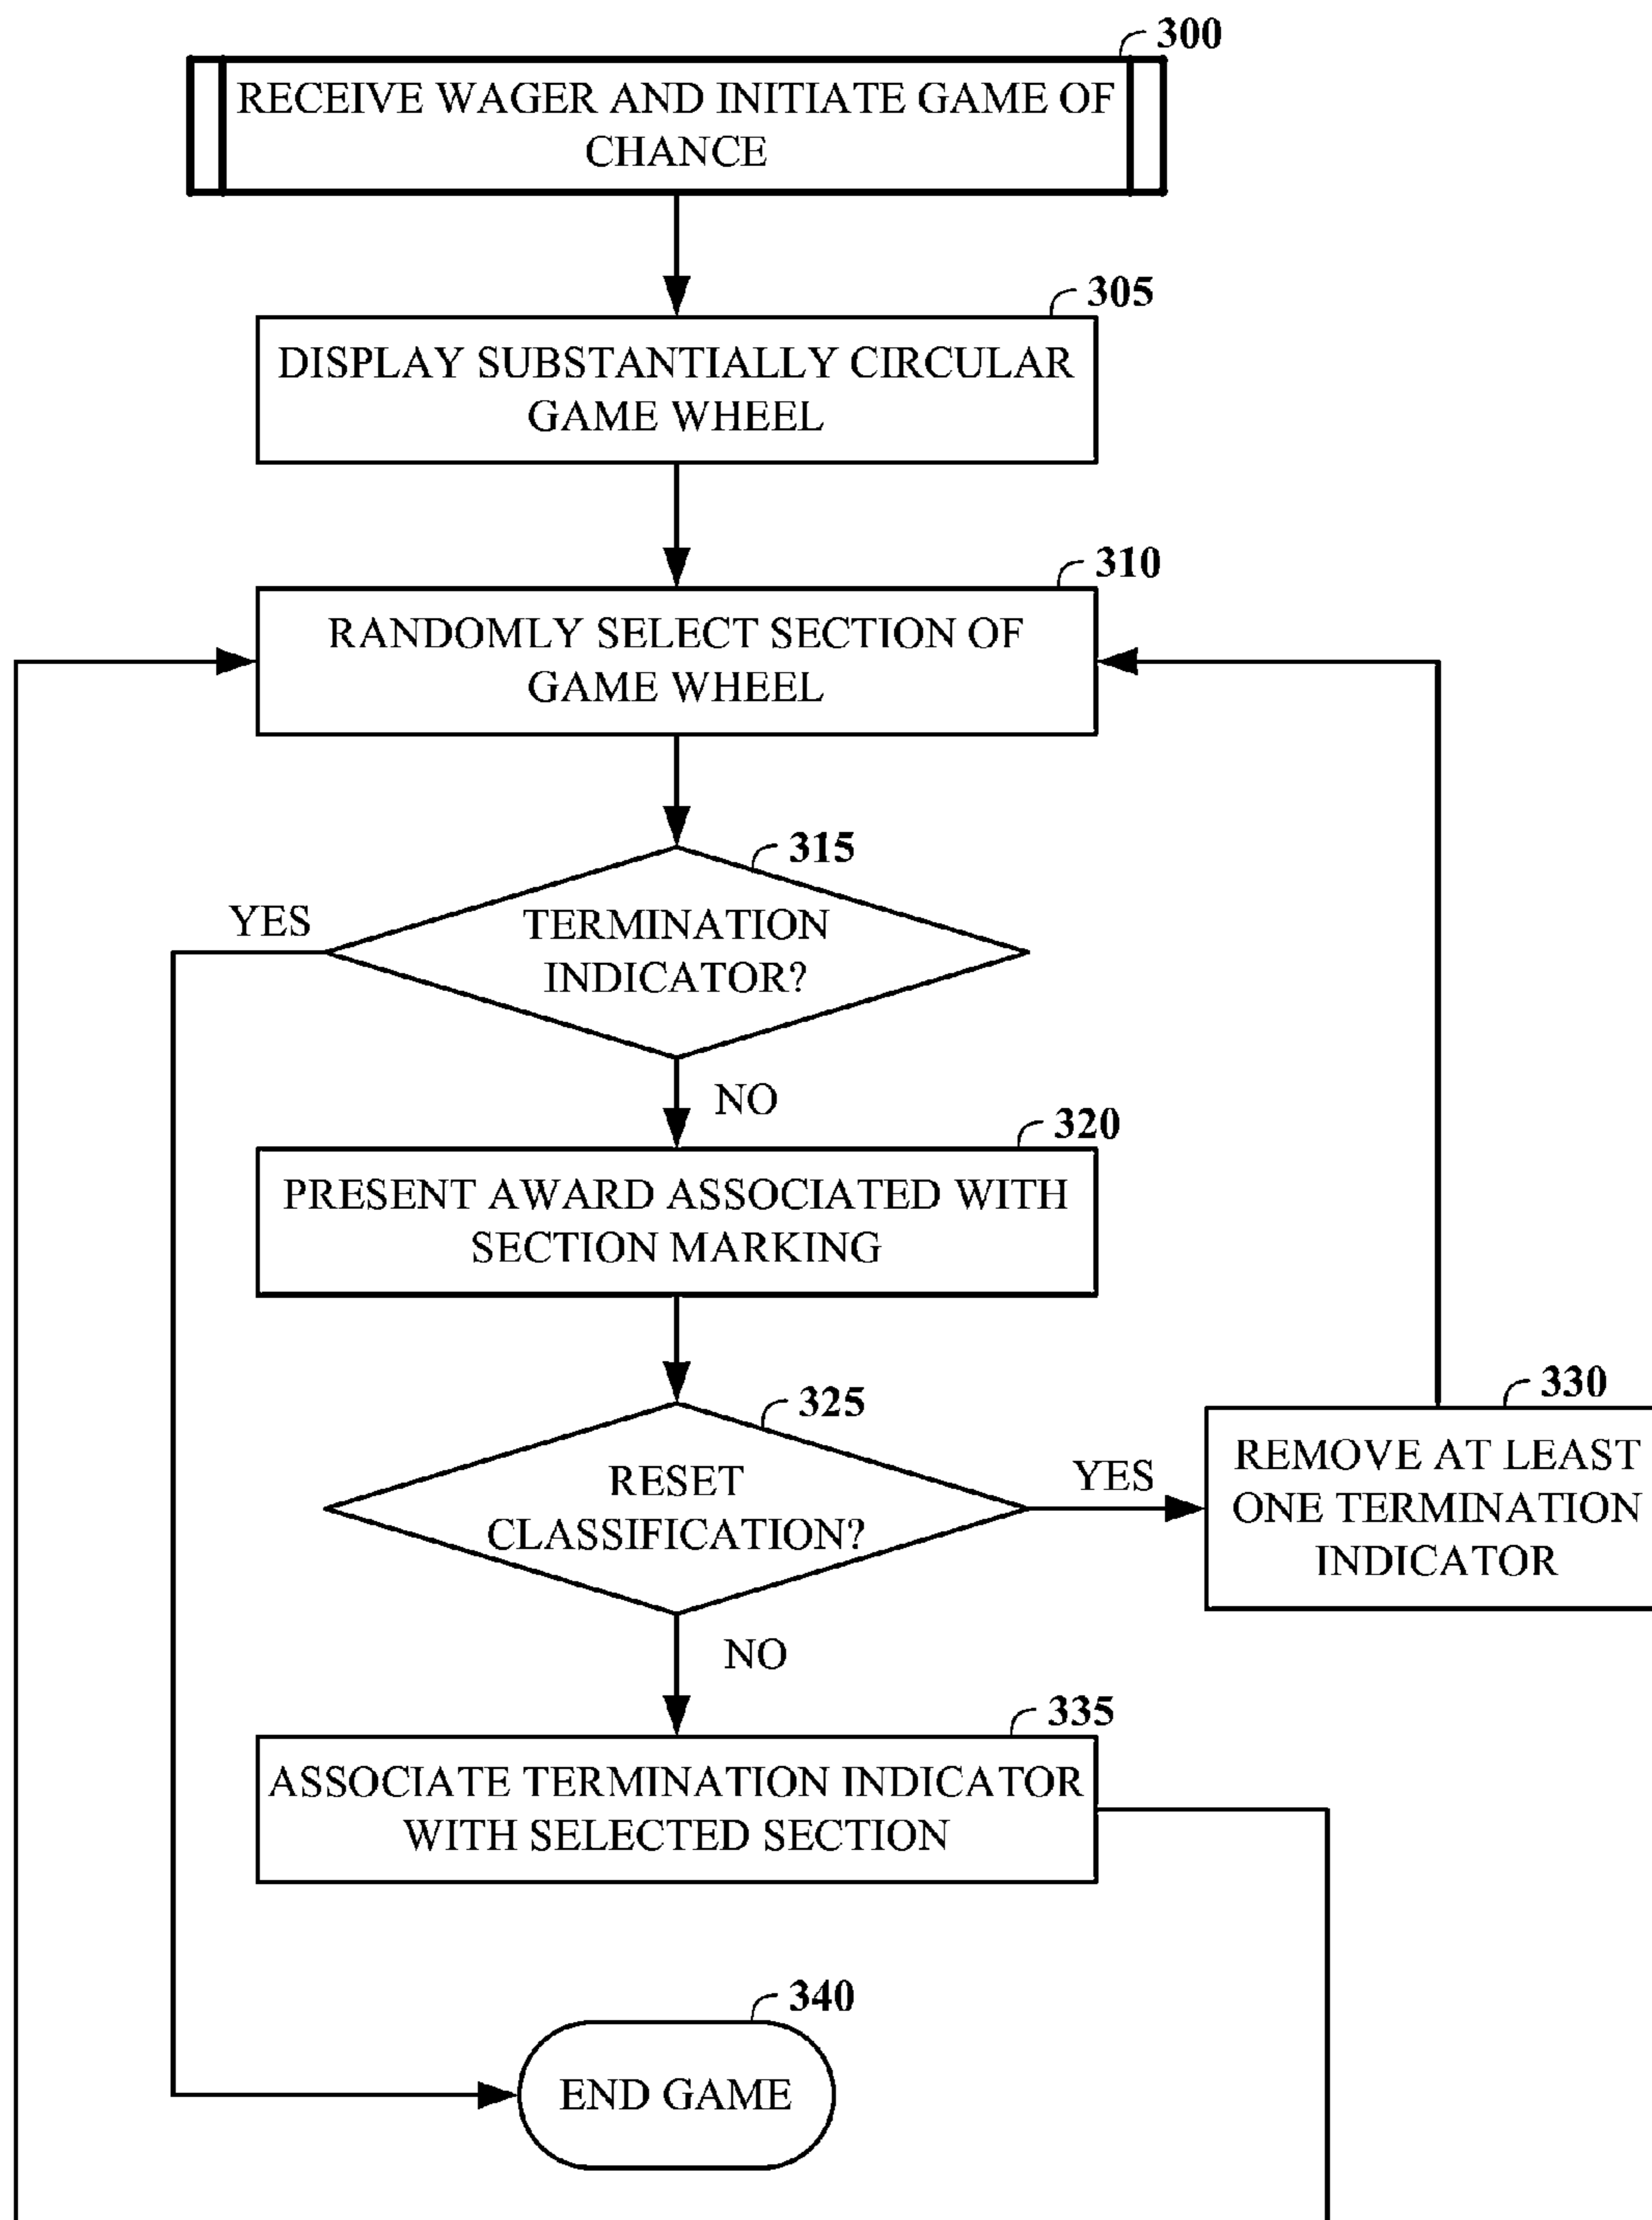 300
RECEIVE WAGER AND INITIATE GAME OF
CHANCE
305
DISPLAY SUBSTANTIALLY CIRCULAR
GAME WHEEL
310
RANDOMLY SELECT SECTION OF
GAME WHEEL
315
YES
TERMINATION
INDICATOR?
NO
320
PRESENT AWARD ASSOCIATED WITH
SECTION MARKING
325
RESET
CLASSIFICATION?
YES
330
REMOVE AT LEAST
ONE TERMINATION
INDICATOR
NO
335
ASSOCIATE TERMINATION INDICATOR
WITH SELECTED SECTION
340
END GAME